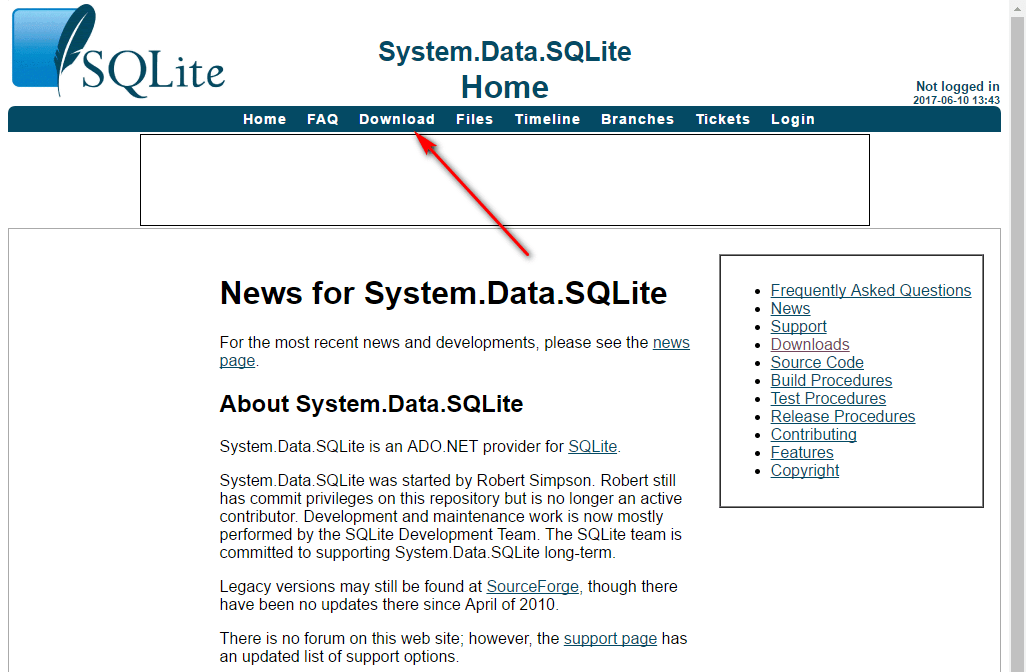 SQLite
System.Data.SQLite
Home
Not logged in
2017-06-10 13:43
Home FAQ Download Files Timeline Branches Tickets Login
News for System.Data.SQLite
For the most recent news and developments, please see the news
page.
About System.Data.SQLite
System.Data.SQLite is an ADO.NET provider for SQLite.
System.Data.SQLite was started by Robert Simpson. Robert still
has commit privileges on this repository but is no longer an active
contributor. Development and maintenance work is now mostly
performed by the SQLite Development Team. The SQLite team is
committed to supporting System.Data.SQLite long-term.
Legacy versions may still be found at SourceForge, though there
have been no updates there since April of 2010.
There is no forum on this web site; however, the support page has
an updated list of support options.
Frequently Asked Questions
News
Support
Downloads
Source Code
Build Procedures
Test Procedures
Release Procedures
Contributing
Features
Copyright